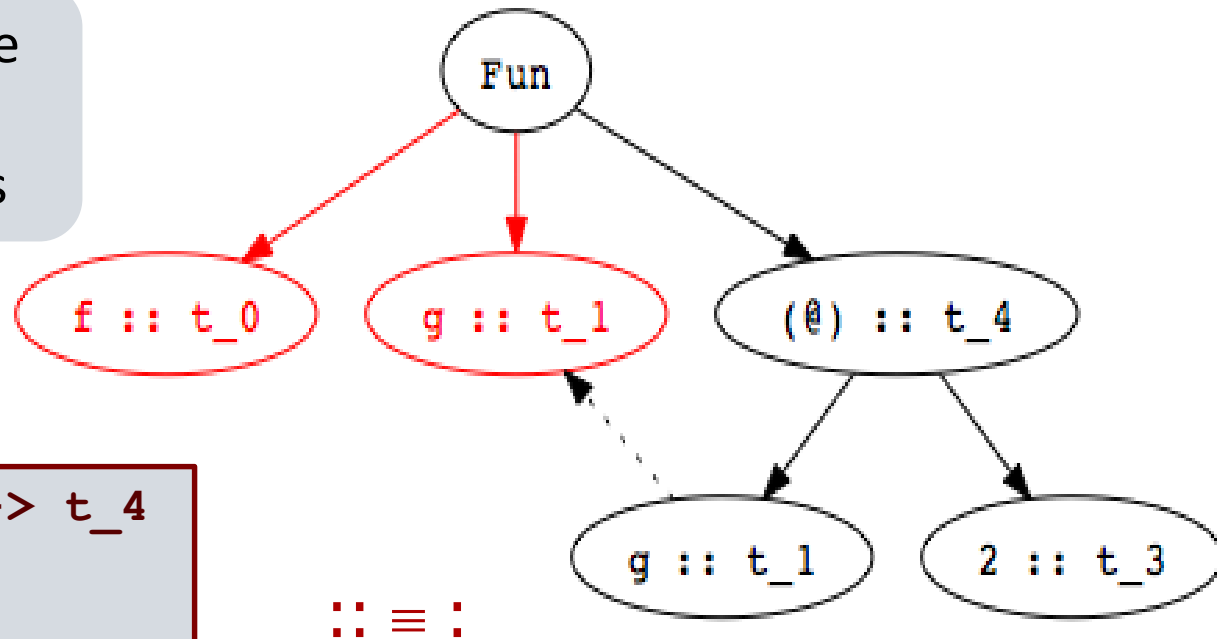 e
s
Fun
f :: t_0
g :: t_1
(@) :: t_4
> t_4
g :: t_1
2 :: t_3
:: ≡ :